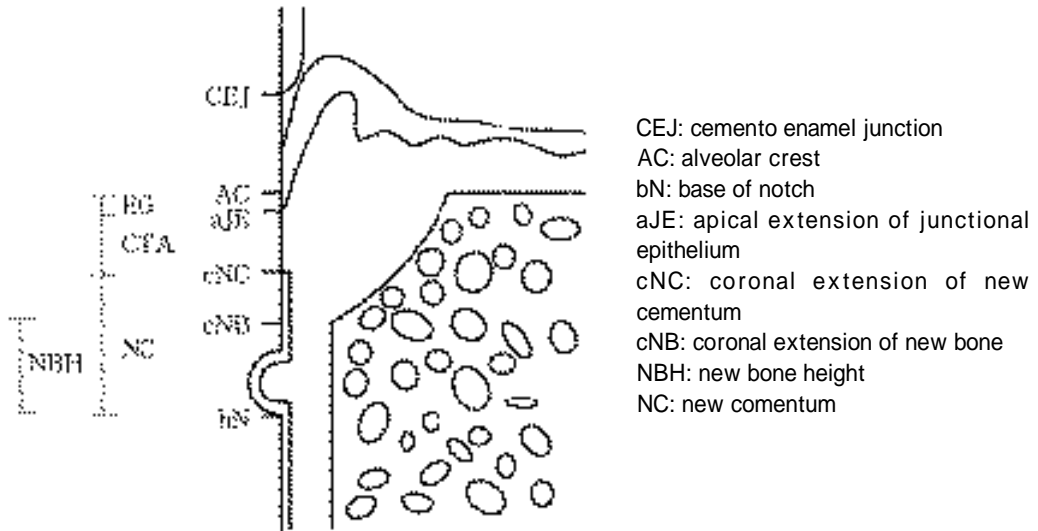 CEJ
AC
aJE
cNC
cNB
bN
EG
CTA
NC
NBH
CEJ: cemento enamel junction
AC: alveolar crest
bN: base of notch
aJE: apical extension of junctional
epithelium
cNC: coronal extension of new
cementum
cNB: coronal extension of new bone
NBH: new bone height
NC: new comentum